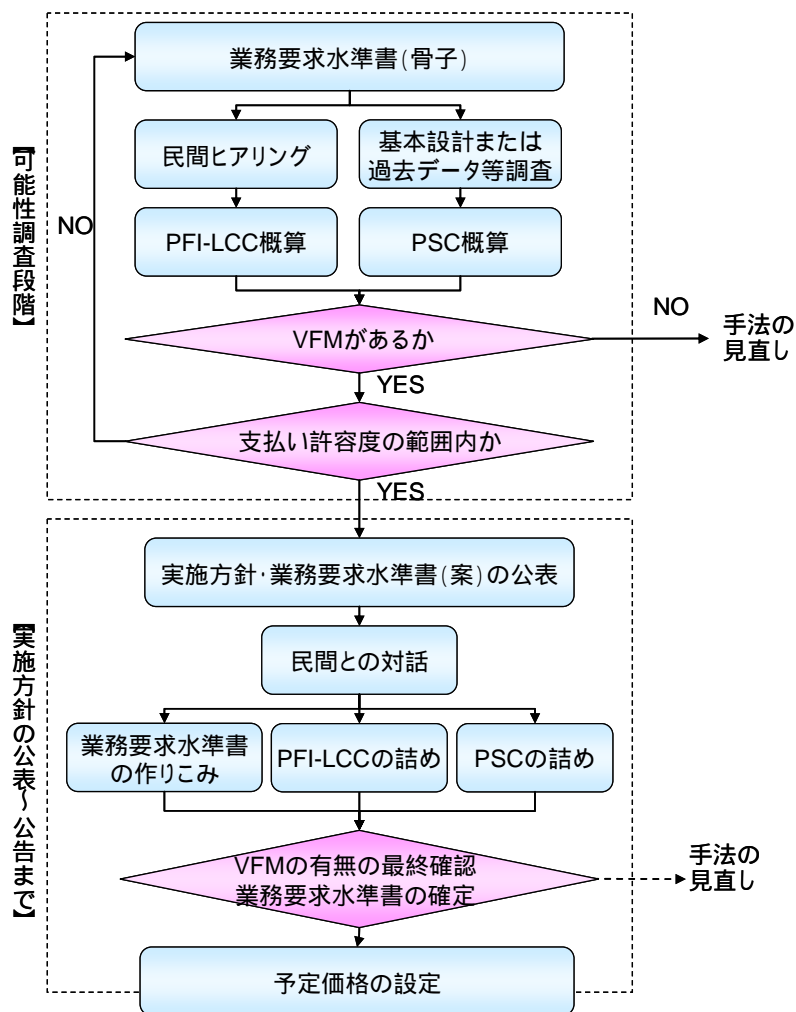 【可能性調査段階】
業務要求水準書(骨子)
民間ヒアリング
基本設計または
過去データ等調査
NO
PFI-LCC概算
PSC概算
VFMがあるか
NO
手法の
見直し
YES
支払い許容度の範囲内か
YES
【実施方針の公表～公告まで】
実施方針・業務要求水準書(案)の公表
民間との対話
業務要求水準書
の作りこみ
PFI-LCCの詰め
PSCの詰め
VFMの有無の最終確認
業務要求水準書の確定
手法の
見直し
予定価格の設定